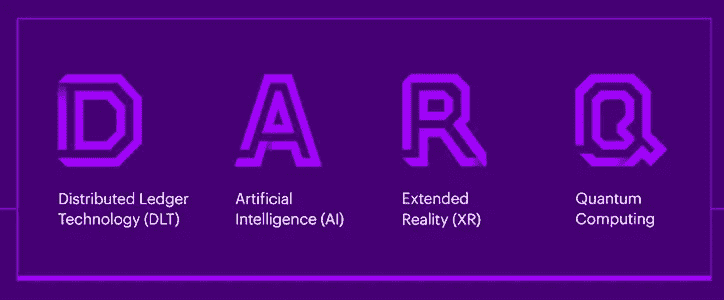 D A R Q
Distributed Ledger
Technology (DLT)
Artificial
Intelligence (AI)
Extended
Reality (XR)
Quantum
Computing